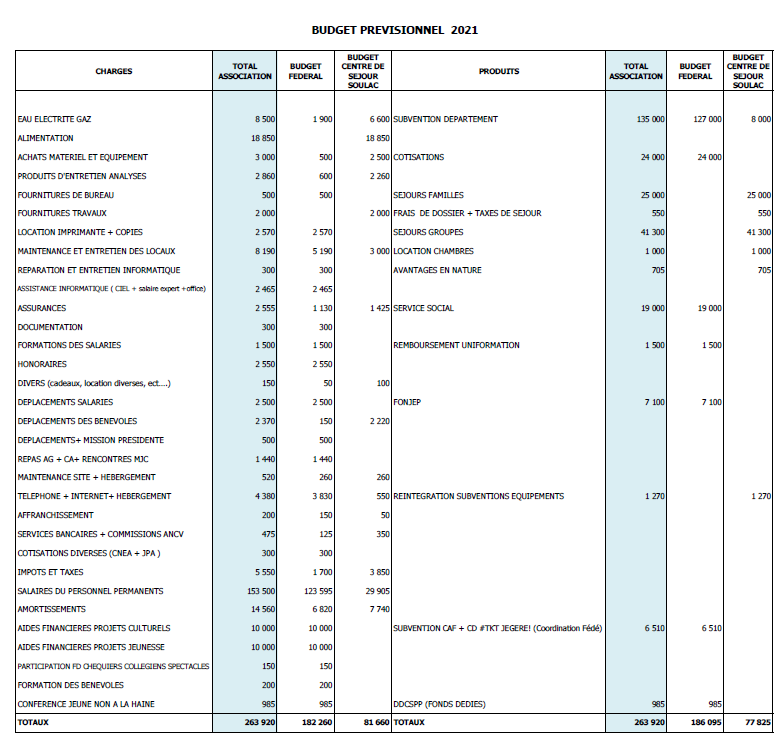 BUDGET PREVISIONNEL 2021
CHARGES TOTAL ASSOCIATION BUDGET FEDERAL BUDGET CENTRE DE SEJOUR SOULAC PRODUITS TOTAL ASSOCIATION BUDGET FEDERAL BUDGET CENTRE DE SEJOUR SOULAC
EAU ELECTRITE GAZ 8 500 1 900 6 600 SUBVENTION DEPARTEMENT 135 000 127 000 8 000
ALIMENTATION 18 850 18 850
ACHATS MATERIEL ET EQUIPEMENT 3 000 500 2 500 COTISATIONS 24 000 24 000
PRODUITS D'ENTRETIEN ANALYSES 2 860 600 2 260
FOURNITURES DE BUREAU 500 500 SEJOURS FAMILLES 25 000 25 000
FOURNITURES TRAVAUX 2 000 2 000 FRAIS DE DOSSIER + TAXES DE SEJOUR 550 550
LOCATION IMPRIMANTE + COPIES 2 570 2 570 SEJOURS GROUPES 41 300 41 300
MAINTENANCE ET ENTRETIEN DES LOCAUX 8 190 5 190 3 000 LOCATION CHAMBRES 1 000 1 000
REPARATION ET ENTRETIEN INFORMATIQUE 300 300 AVANTAGES EN NATURE 705 705
ASSISTANCE INFORMATIQUE ( CIEL + salaire expert +office) 2 465 2 465
ASSURANCES 2 555 1 130 1 425 SERVICE SOCIAL 19 000 19 000
DOCUMENTATION 300 300
FORMATIONS DES SALARIES 1 500 1 500 REMBOURSEMENT UNIFORMATION 1 500 1 500
HONORAIRES 2 550 2 550
DIVERS (cadeaux, location diverses, ect....) 150 50 100
DEPLACEMENTS SALARIES 2 500 2 500 FONJEP 7 100 7 100
DEPLACEMENTS DES BENEVOLES 2 370 150 2 220
DEPLACEMENTS+ MISSION PRESIDENTE 500 500
REPAS AG + CA+ RENCONTRES MJC 1 440 1 440
MAINTENANCE SITE + HEBERGEMENT 520 260 260
TELEPHONE + INTERNET+ HEBERGEMENT 4 380 3 830 550 REINTEGRATION SUBVENTIONS EQUIPEMENTS 1 270 1 270
AFFRANCHISSEMENT 200 150 50
SERVICES BANCAIRES + COMMISSIONS ANCV 475 125 350
COTISATIONS DIVERSES (CNEA + JPA ) 300 300
IMPOTS ET TAXES 5 550 1 700 3 850
SALAIRES DU PERSONNEL PERMANENTS 153 500 123 595 29 905
AMORTISSEMENTS 14 560 6 820 7 740
AIDES FINANCIERES PROJETS CULTURELS 10 000 10 000 SUBVENTION CAF + CD #TKT JEGERE! (Coordination Fédé) 6 510 6 510
AIDES FINANCIERES PROJETS JEUNESSE 10 000 10 000
PARTICIPATION FD CHEQUIERS COLLEGIENS SPECTACLES 150 150
FORMATION DES BENEVOLES 200 200
CONFERENCE JEUNE NON A LA HAINE 985 985 DDCSPP (FONDS DEDIES) 985 985
TOTAUX 263 920 182 260 81 660 TOTAUX 263 920 186 095 77 825